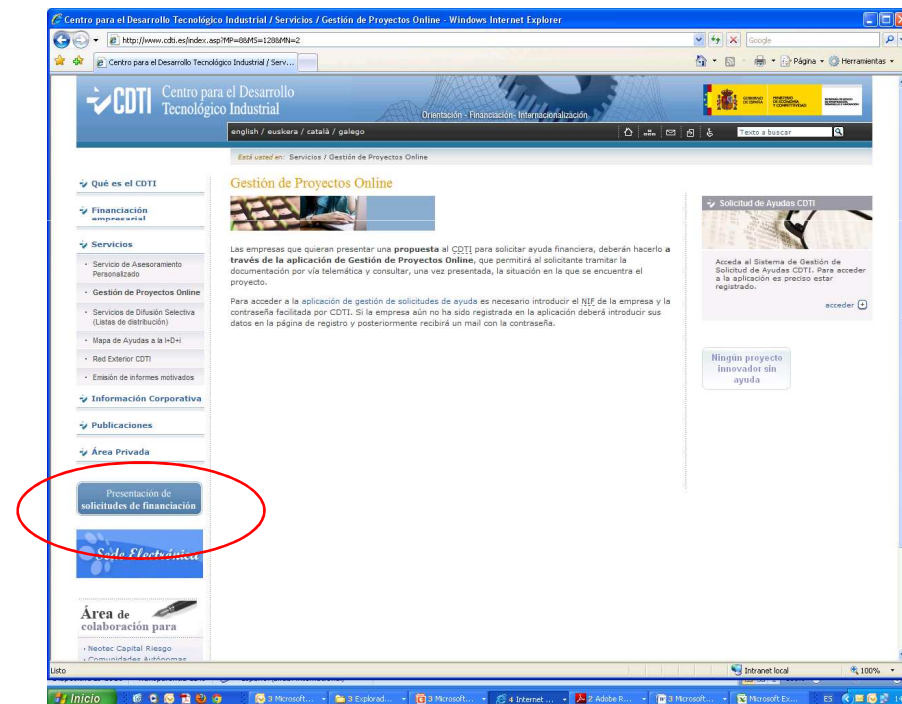 Centro para el Desarrollo Tecnológico Industrial / Servicios / Gestión de Proyectos Online - Windows Internet Explorer
http://www.cdti.es/index.asp?MP=8&MS=128&MN=2
Google
Centro para el Desarrollo Tecnológico Industrial / Serv...
Página
Herramientas
CDTI
Centro para el Desarrollo
Tecnológico Industrial
Orientación - Financiación- Internacionalización
GOBIERNO
DE ESPAÑA
MINISTERIO
DE ECONOMÍA
Y COMPETITIVIDAD
english / euskera / català / galego
Texto a buscar
Está usted en: Servicios / Gestión de Proyectos Online
Qué es el CDTI
Financiación
empresarial
Servicios
Servicio de Asesoramiento
Personalizado
Gestión de Proyectos Online
Servicios de Difusión Selectiva
(Listas de distribución)
Mapa de Ayudas a la I+D+i
Red Exterior CDTI
Emisión de informes motivados
Información Corporativa
Publicaciones
Área Privada
Presentación de
solicitudes de financiación
Sede Electrónica
Área de
colaboración para
Neotec Capital Riesgo
Comunidades Autónomas
Gestión de Proyectos Online
Las empresas que quieran presentar una propuesta al CDTI para solicitar ayuda financiera, deberán hacerlo a
través de la aplicación de Gestión de Proyectos Online, que permitirá al solicitante tramitar la
documentación por vía telemática y consultar, una vez presentada, la situación en la que se encuentra el
proyecto.
Para acceder a la aplicación de gestión de solicitudes de ayuda es necesario introducir el NIF de la empresa y la
contraseña facilitada por CDTI. Si la empresa aún no ha sido registrada en la aplicación deberá introducir sus
datos en la página de registro y posteriormente recibirá un mail con la contraseña.
Solicitud de Ayudas CDTI
Acceda al Sistema de Gestión de
Solicitud de Ayudas CDTI. Para acceder
a la aplicación es preciso estar
registrado.
acceder
Ningún proyecto
innovador sin
ayuda
Listo
Intranet local
100%
Inicio
3 Microsoft...
3 Explorad...
3 Microsoft...
4 Internet ...
2 Adobe R...
3 Microsoft...
Microsoft Ex...
ES